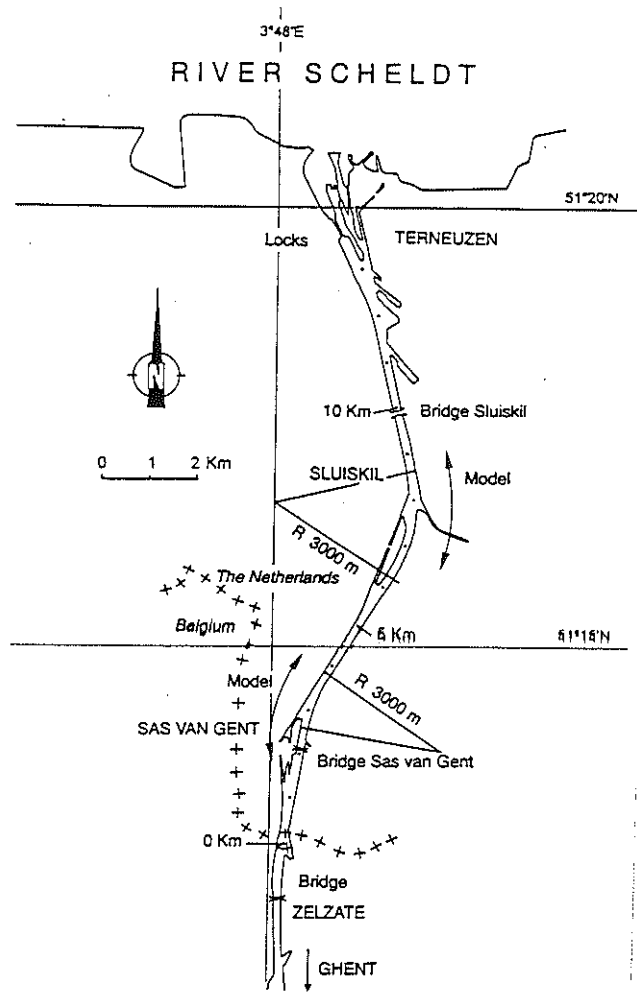 3°48'E
RIVER SCHELDT
51°20'N
Locks
TERNEUZEN
10 Km
Bridge Sluiskil
0 1 2 Km
SLUISKIL
Model
R 3000 m
The Netherlands
Belgium
5 Km
51°15'N
Model
R 3000 m
SAS VAN GENT
Bridge Sas van Gent
0 Km
Bridge
ZELZATE
GHENT